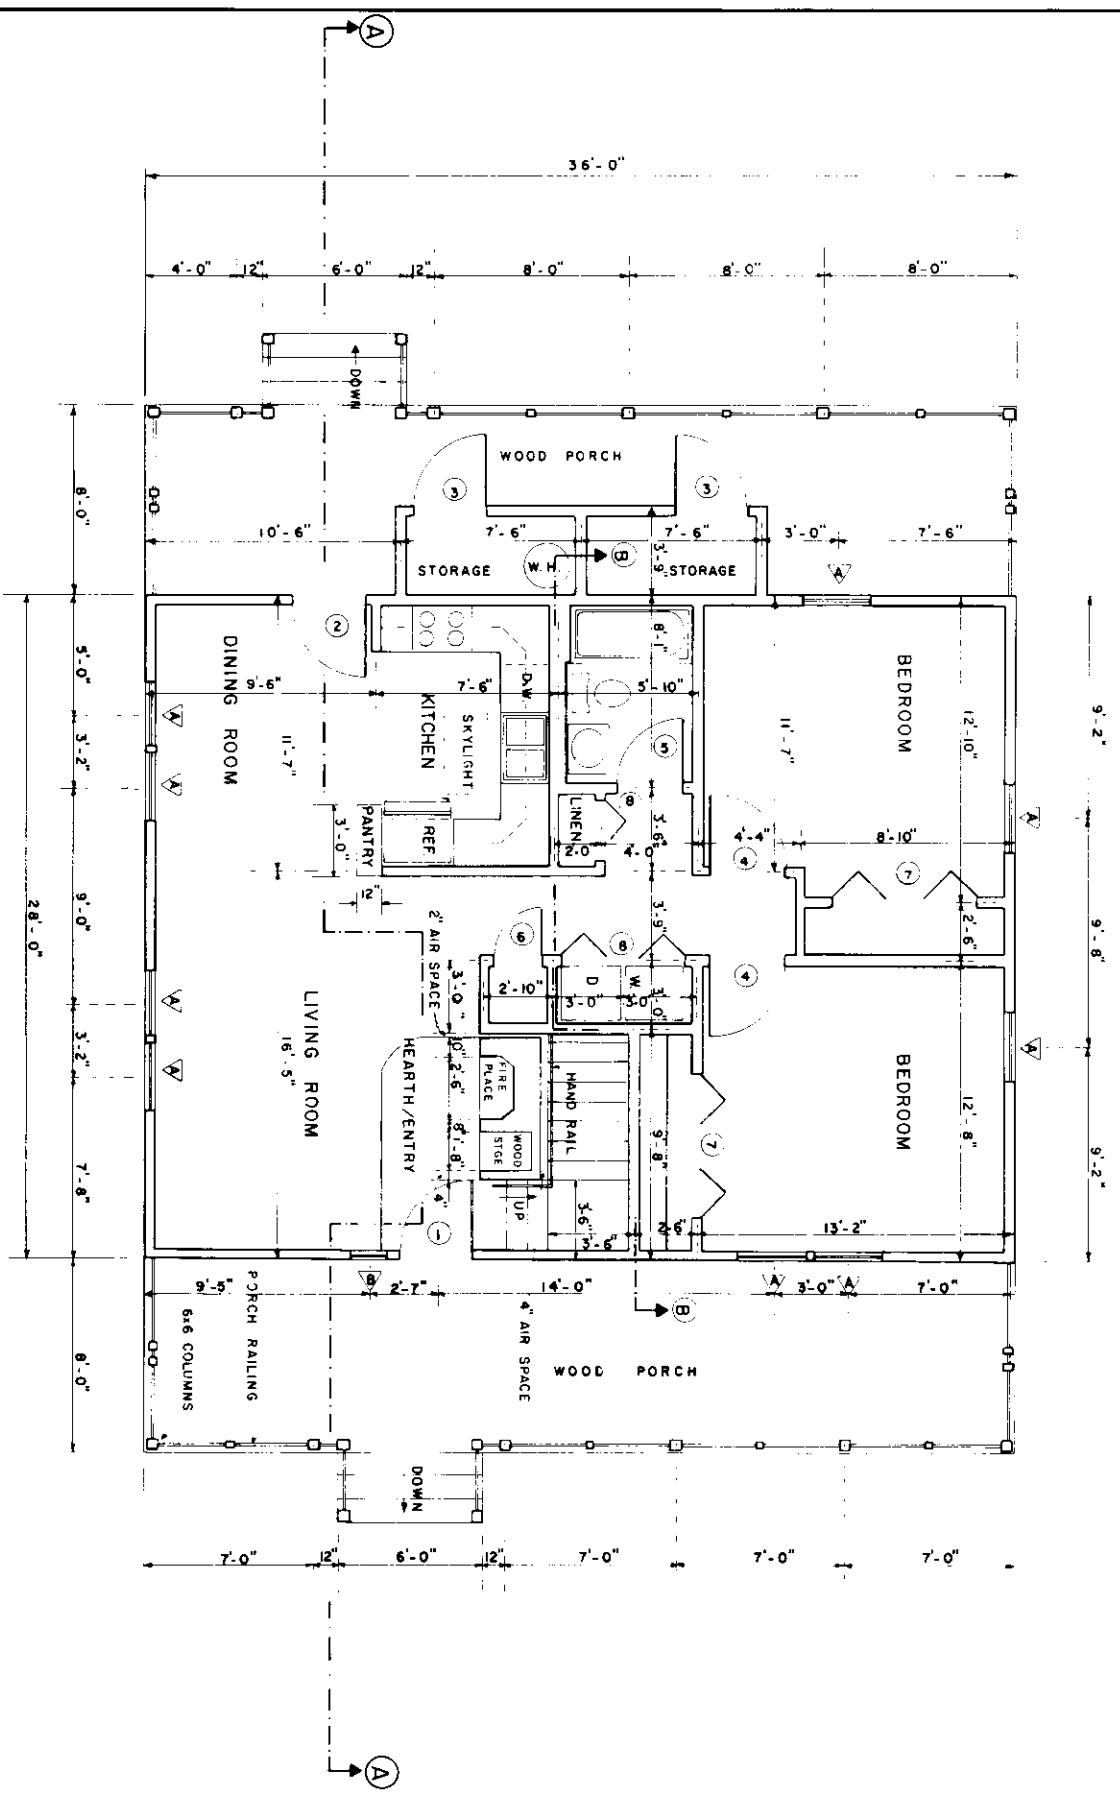 A
36'-0"
4'-0"
12"
6'-0"
12"
8'-0"
8'-0"
8'-0"
DOWN
WOOD PORCH
3
3
10'-6"
7'-6"
7'-6"
3'-0"
7'-6"
3'-9"
STORAGE
W.H.
B
STORAGE
A
8'-0"
2
DINING ROOM
9'-6"
7'-6"
D.W.
5'-10"
8'-1"
KITCHEN
SKYLIGHT
5
BEDROOM
12'-10"
11'-7"
11'-7"
9'-2"
5'-0"
A
3'-2"
A
A
PANTRY
3'-0"
REF.
LINEN
8
2'-0
4'-0"
3'-6"
4'-4"
8'-10"
4
7
12"
9'-0"
28'-0"
2" AIR SPACE
6
8
3'-9"
2'-6"
9'-8"
4
3'-0"
2'-10"
D
W.
3'-0"
3'-0
3'-0"
A
3'-2"
A
A
LIVING ROOM
16'-5"
HEARTH/ENTRY
10"
2'-6"
FIRE
PLACE
8"
1'-8"
WOOD
STGE
HAND RAIL
9'-8"
7
BEDROOM
12'-8"
9'-2"
7'-8"
4"
1
UP
3'-6"
3'-6"
2'-6"
13'-2"
9'-5"
B
2'-7"
14'-0"
A
3'-0"
A
7'-0"
B
PORCH RAILING
6x6 COLUMNS
4" AIR SPACE
WOOD PORCH
8'-0"
DOWN
7'-0"
12"
6'-0"
12"
7'-0"
7'-0"
7'-0"
A